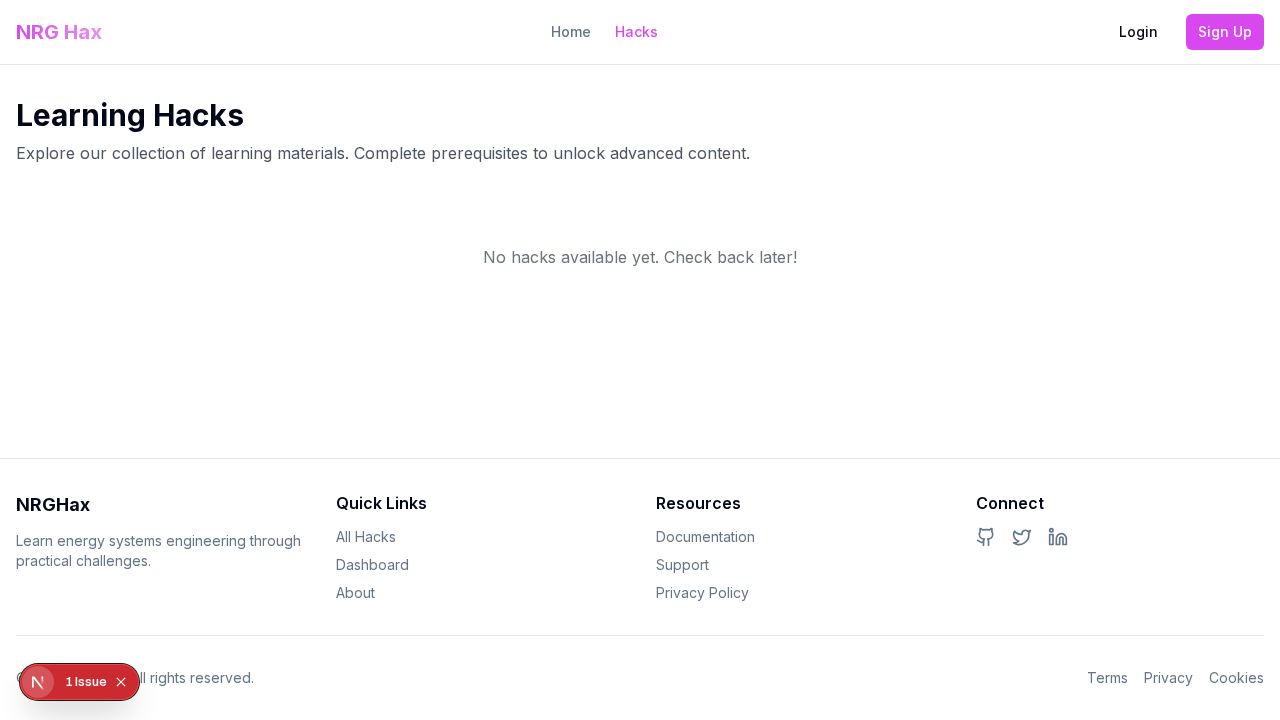 NRG Hax
Home
Hacks
Login
Sign Up
Learning Hacks
Explore our collection of learning materials. Complete prerequisites to unlock advanced content.
No hacks available yet. Check back later!
NRGHax
Learn energy systems engineering through
practical challenges.
Quick Links
All Hacks
Dashboard
About
Resources
Documentation
Support
Privacy Policy
Connect
rights reserved.
N
1 Issue
Terms
Privacy
Cookies